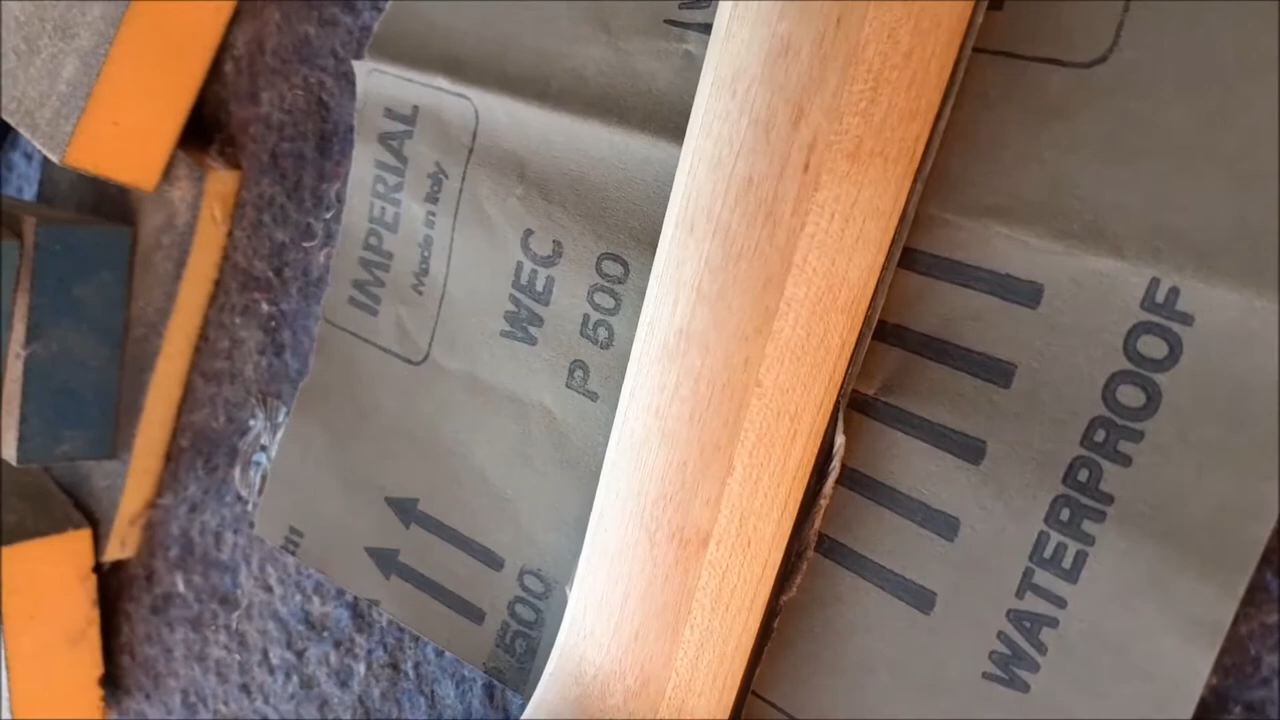 IMPERIAL
Made in Italy
WEC
P 500
500
WATERPROOF